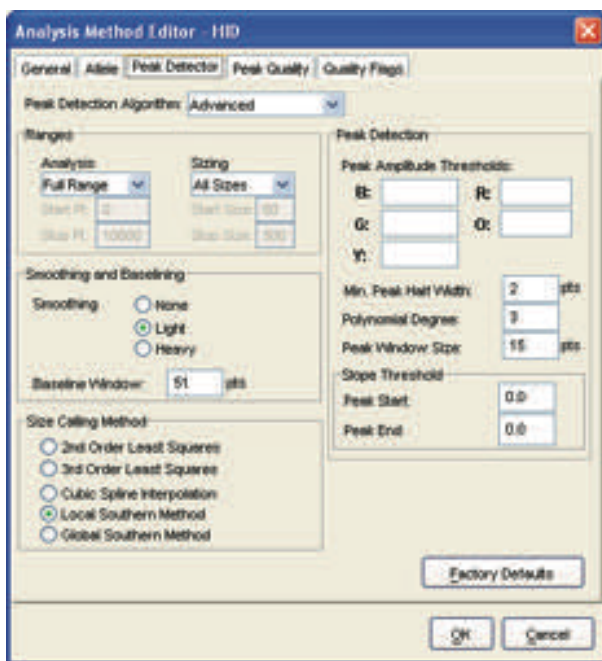 Analysis Method Editor - HID
General Allele Peak Detector Peak Quality Quality Flags
Peak Detection Algorithm: Advanced
Ranges
Analysis Sizing
Full Range All Sizes
Start Pt: 0 Start Size: 60
Stop Pt: 10000 Stop Size: 500
Smoothing and Baselining
Smoothing None
Light
Heavy
Baseline Window: 51 pts
Size Calling Method
2nd Order Least Squares
3rd Order Least Squares
Cubic Spline Interpolation
Local Southern Method
Global Southern Method
Peak Detection
Peak Amplitude Thresholds:
B: R:
G: O:
Y:
Min. Peak Half Width: 2 pts
Polynomial Degree: 3
Peak Window Size: 15 pts
Slope Threshold
Peak Start: 0.0
Peak End: 0.0
Factory Defaults
OK Cancel